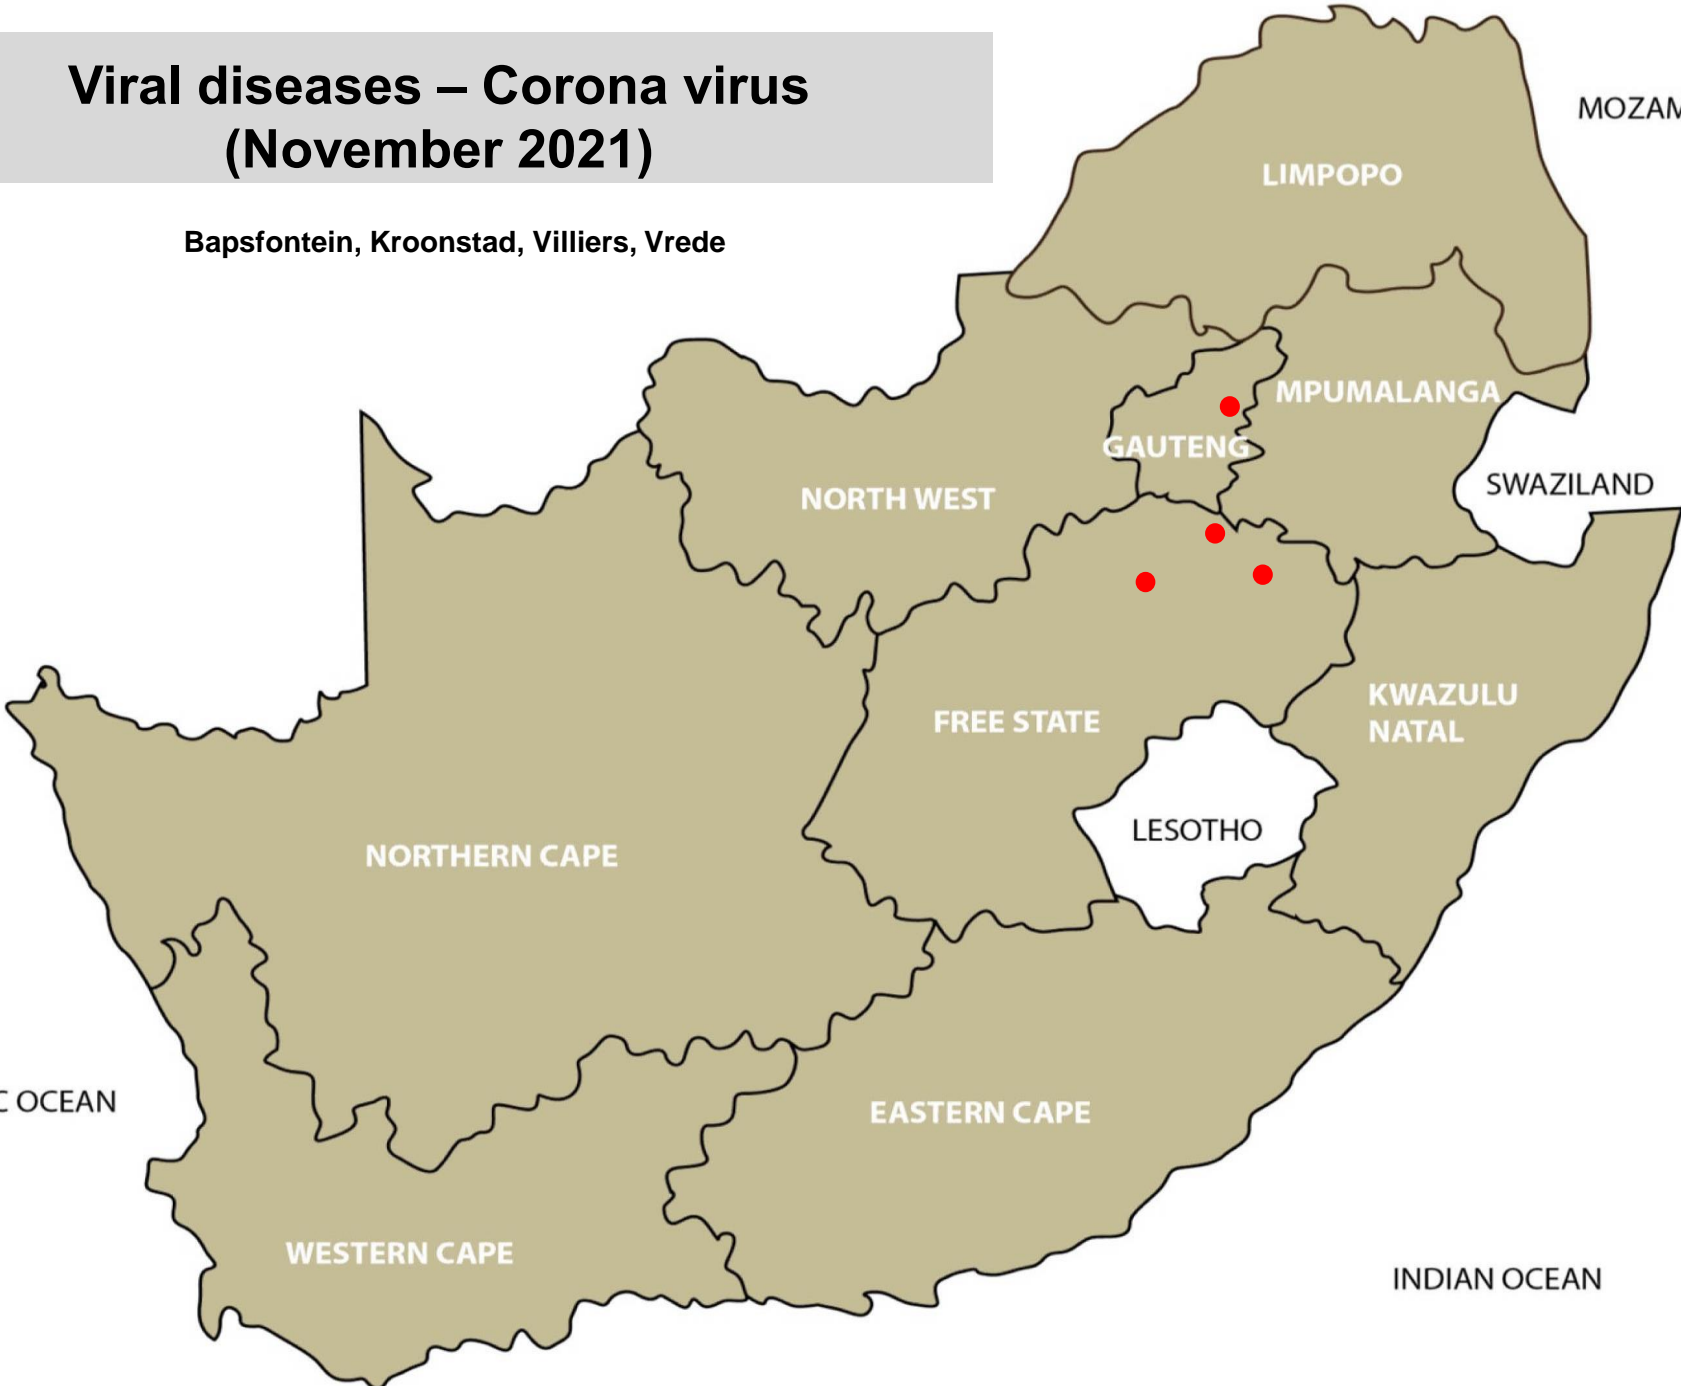 Viral diseases – Corona virus
(November 2021)
Bapsfontein, Kroonstad, Villiers, Vrede
MOZAM
LIMPOPO
MPUMALANGA
GAUTENG
SWAZILAND
NORTH WEST
KWAZULU
NATAL
FREE STATE
LESOTHO
NORTHERN CAPE
C OCEAN
EASTERN CAPE
WESTERN CAPE
INDIAN OCEAN